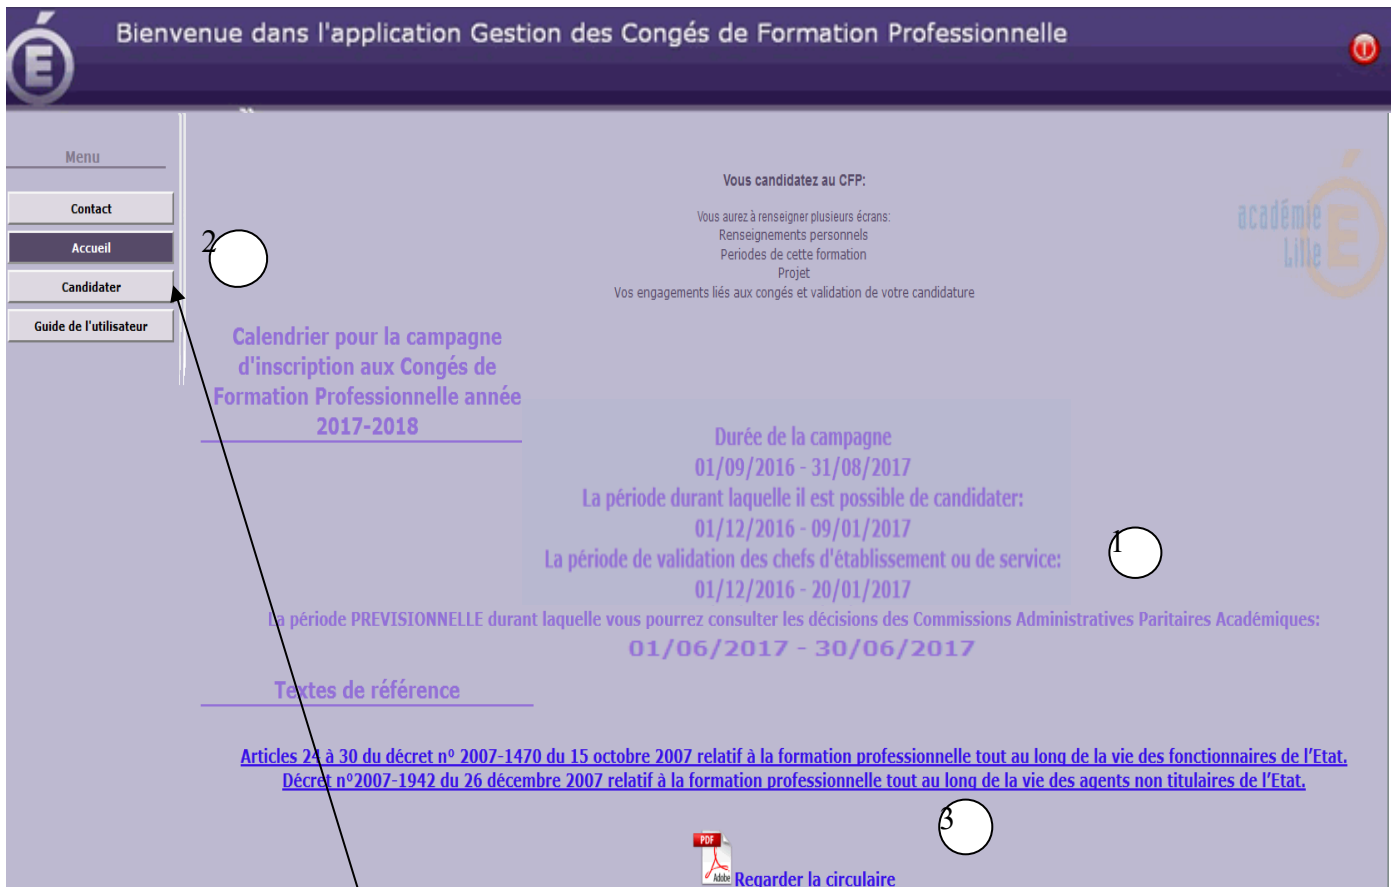 Bienvenue dans l'application Gestion des Congés de Formation Professionnelle
É
Menu
Contact
Accueil
Candidater
Guide de l'utilisateur
2
Vous candidatez au CFP:
Vous aurez à renseigner plusieurs écrans:
Renseignements personnels
Periodes de cette formation
Projet
Vos engagements liés aux congés et validation de votre candidature
académie
Lille
É
Calendrier pour la campagne
d'inscription aux Congés de
Formation Professionnelle année
2017-2018
Durée de la campagne
01/09/2016 - 31/08/2017
La période durant laquelle il est possible de candidater:
01/12/2016 - 09/01/2017
La période de validation des chefs d'établissement ou de service:
01/12/2016 - 20/01/2017
1
La période PREVISIONNELLE durant laquelle vous pourrez consulter les décisions des Commissions Administratives Paritaires Académiques:
01/06/2017 - 30/06/2017
Textes de référence
Articles 24 à 30 du décret nº 2007-1470 du 15 octobre 2007 relatif à la formation professionnelle tout au long de la vie des fonctionnaires de l'Etat.
Décret nº2007-1942 du 26 décembre 2007 relatif à la formation professionnelle tout au long de la vie des agents non titulaires de l'Etat.
3
PDF
Adobe
Regarder la circulaire